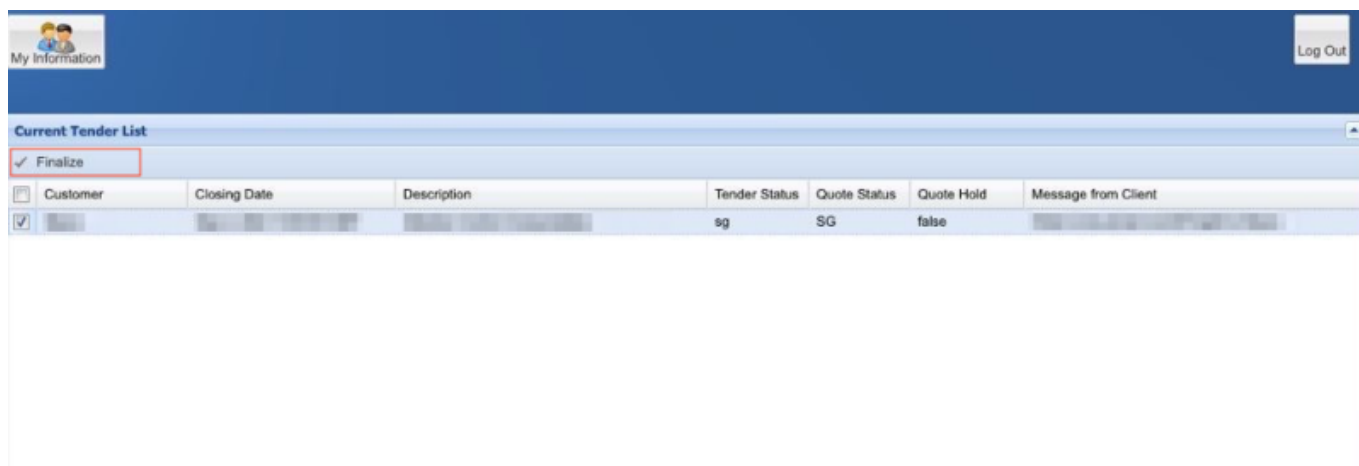 My Information
Log Out
Current Tender List
Finalize
Customer Closing Date Description Tender Status Quote Status Quote Hold Message from Client
sg SG false